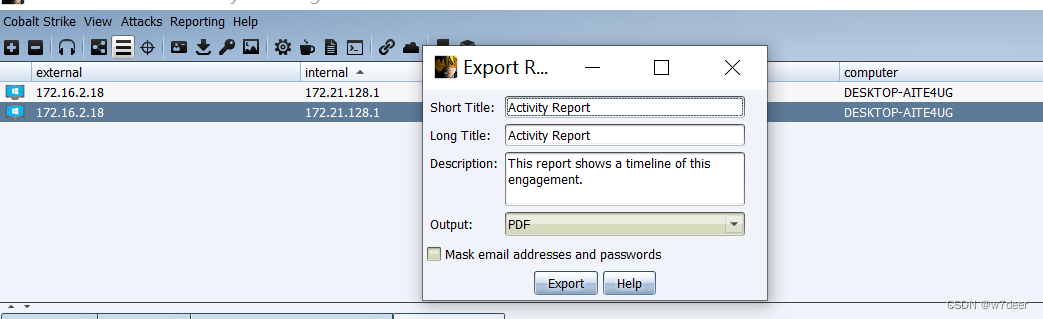 Cobalt Strike View Attacks Reporting Help
external internal computer
172.16.2.18 172.21.128.1 DESKTOP-AITE4UG
172.16.2.18 172.21.128.1 DESKTOP-AITE4UG
Export R...
Short Title: Activity Report
Long Title: Activity Report
Description: This report shows a timeline of this
engagement.
Output: PDF
Mask email addresses and passwords
Export Help
CSDN @w7deer